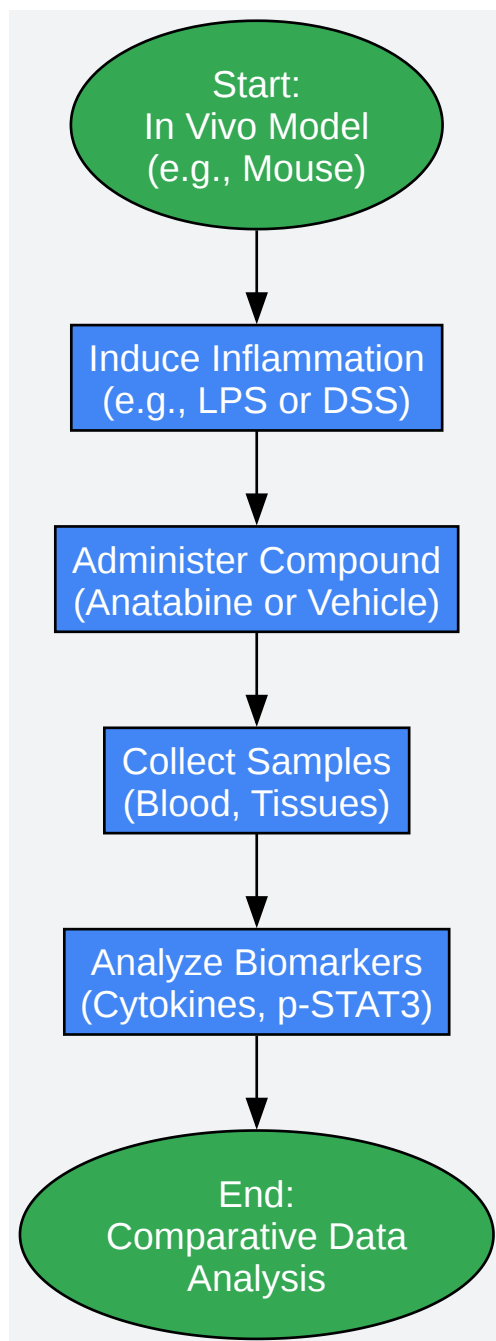 Start:
In Vivo Model
(e.g., Mouse)
Induce Inflammation
(e.g., LPS or DSS)
Administer Compound
(Anatabine or Vehicle)
Collect Samples
(Blood, Tissues)
Analyze Biomarkers
(Cytokines, p-STAT3)
End:
Comparative Data
Analysis